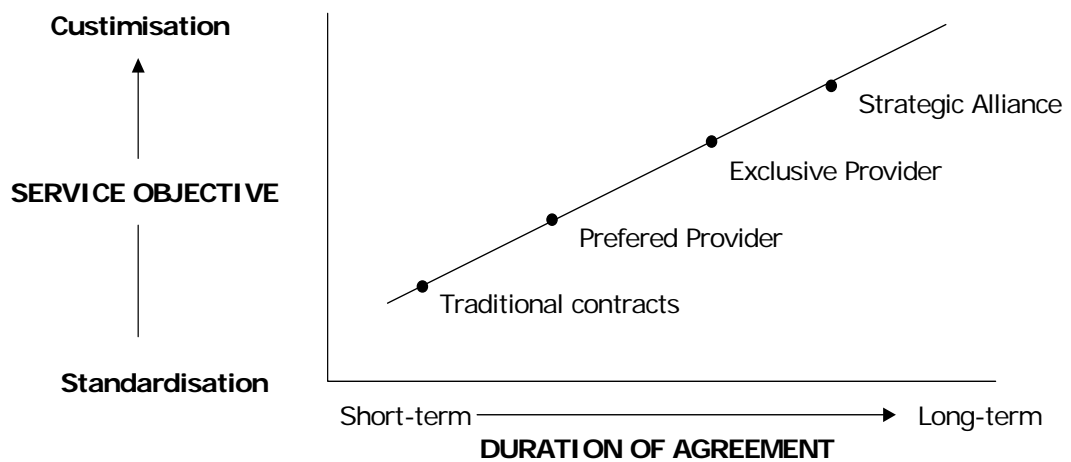 Custimisation
Strategic Alliance
Exclusive Provider
SERVICE OBJECTIVE
Prefered Provider
Traditional contracts
Standardisation
Short-term
Long-term
DURATION OF AGREEMENT